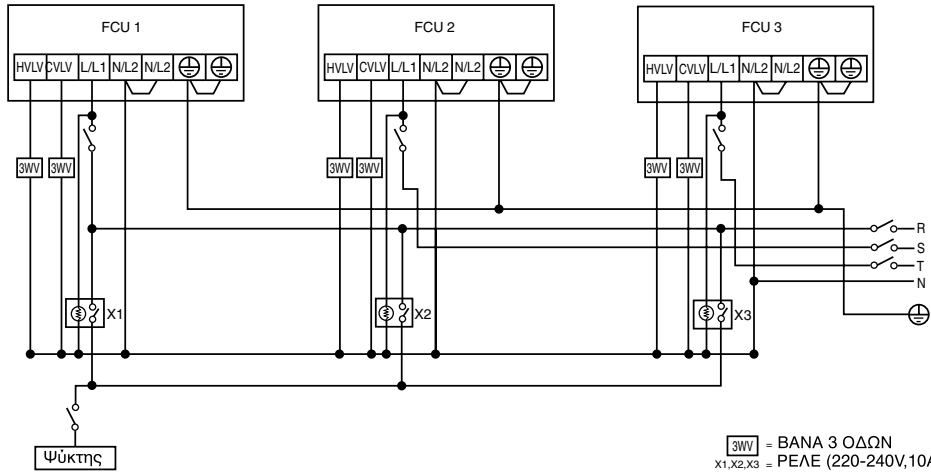 FCU 1 FCU 2 FCU 3
HVLV CVLV L/L1 N/L2 N/L2 HVLV CVLV L/L1 N/L2 N/L2 HVLV CVLV L/L1 N/L2 N/L2
3WV 3WV 3WV 3WV 3WV 3WV
R
S
T
N
X1 X2 X3
Ψύκτης
3WV = ΒΑΝΑ 3 ΟΔΩΝ
X1,X2,X3 = ΡΕΛΕ (220-240V,10A